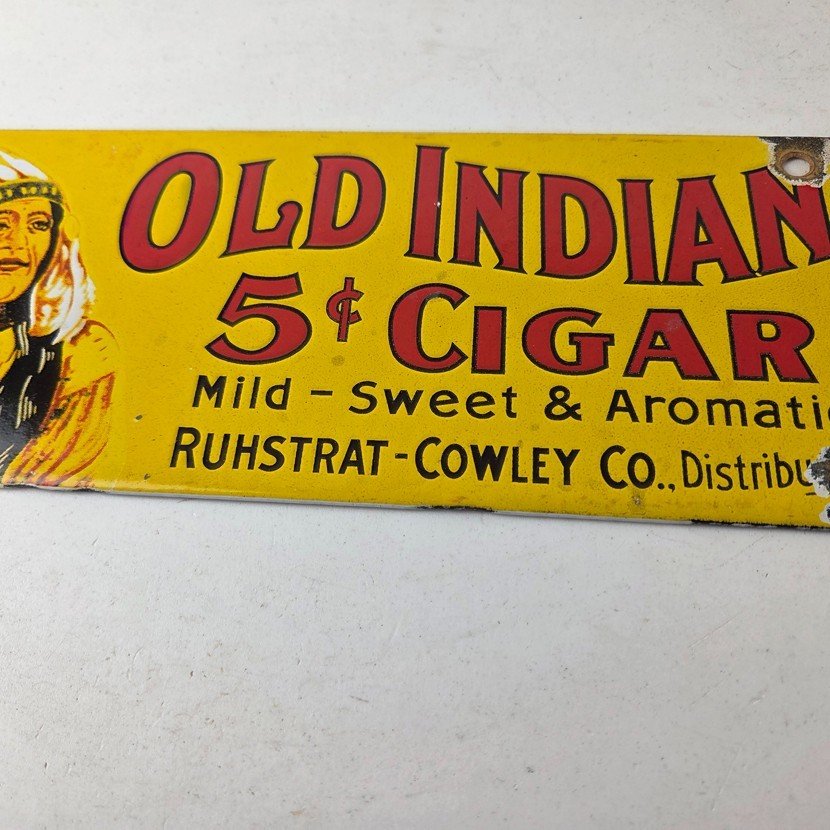 OLD INDIAN
5¢ CIGAR
Mild - Sweet & Aromatic
RUHSTRAT-COWLEY CO., Distribu